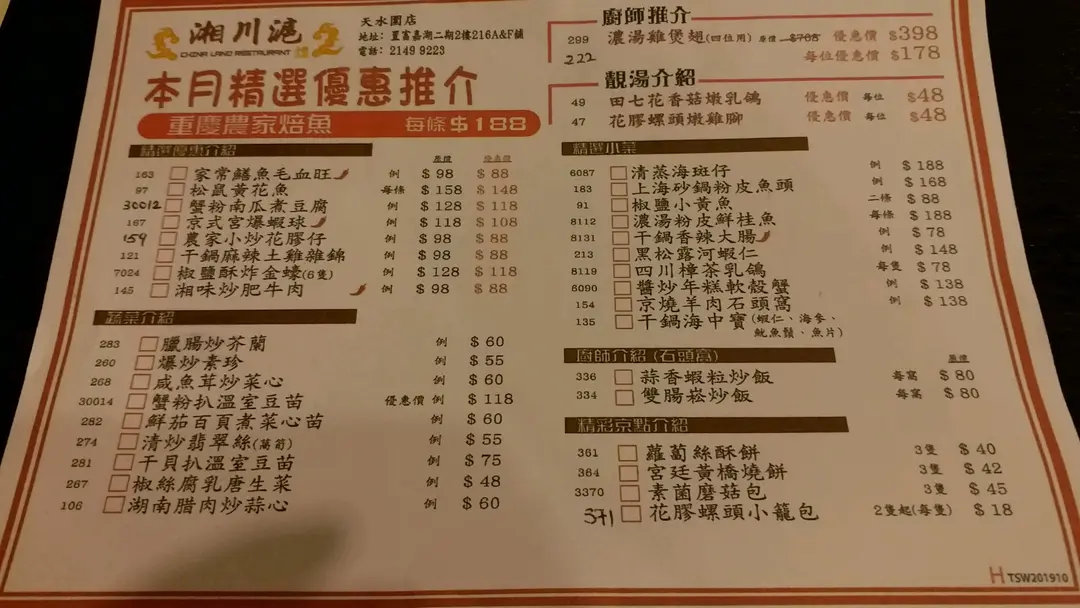 湘川滬
CHINA LAND RESTAURANT
天水圍店
地址: 置富嘉湖二期2樓216A&F舖
電話: 2149 9223
本月精選優惠推介
重慶農家焙魚 每條 $188
精選優惠介紹
原價 優惠價
163 家常鱔魚毛血旺 例 $98 $88
97 松鼠黃花魚 每條 $158 $148
30012 蟹粉南瓜煮豆腐 例 $128 $118
167 京式宮爆蝦球 例 $118 $108
159 農家小炒花膠仔 例 $98 $88
121 干鍋麻辣土雞雜錦 例 $98 $88
7024 椒鹽酥炸金蠔(6隻) 例 $128 $118
145 湘味炒肥牛肉 例 $98 $88
蔬菜介紹
283 臘腸炒芥蘭 例 $60
260 爆炒素珍 例 $55
268 咸魚茸炒菜心 例 $60
30014 蟹粉扒溫室豆苗 優惠價 例 $118
282 鮮茄百頁煮菜心苗 例 $60
274 清炒翡翠絲(萵筍) 例 $55
281 干貝扒溫室豆苗 例 $75
267 椒絲腐乳唐生菜 例 $48
106 湖南腊肉炒蒜心 例 $60
廚師推介
299 濃湯雞煲翅(四位用) 原價 $768 優惠價 $398
222 每位優惠價 $178
靚湯介紹
49 田七花香菇燉乳鴿 優惠價 每位 $48
47 花膠螺頭燉雞腳 優惠價 每位 $48
精選小菜
6087 清蒸海斑仔 例 $188
183 上海砂鍋粉皮魚頭 例 $168
91 椒鹽小黃魚 二條 $88
8112 濃湯粉皮鮮桂魚 每條 $188
8131 干鍋香辣大腸 例 $78
213 黑松露河蝦仁 例 $148
8119 四川樟茶乳鴿 每隻 $78
6090 醬炒年糕軟殼蟹 例 $138
154 京燒羊肉石頭窩 例 $138
135 干鍋海中寶(蝦仁、海參、
魷魚鬚、魚片)
廚師介紹 (石頭窩)
原價
336 蒜香蝦粒炒飯 每窩 $80
334 雙腸崧炒飯 每窩 $80
精彩京點介紹
361 蘿蔔絲酥餅 3隻 $40
364 宮廷黃橋燒餅 3隻 $42
3370 素菌磨菇包 3隻 $45
371 花膠螺頭小籠包 2隻起(每隻) $18
H TSW201910